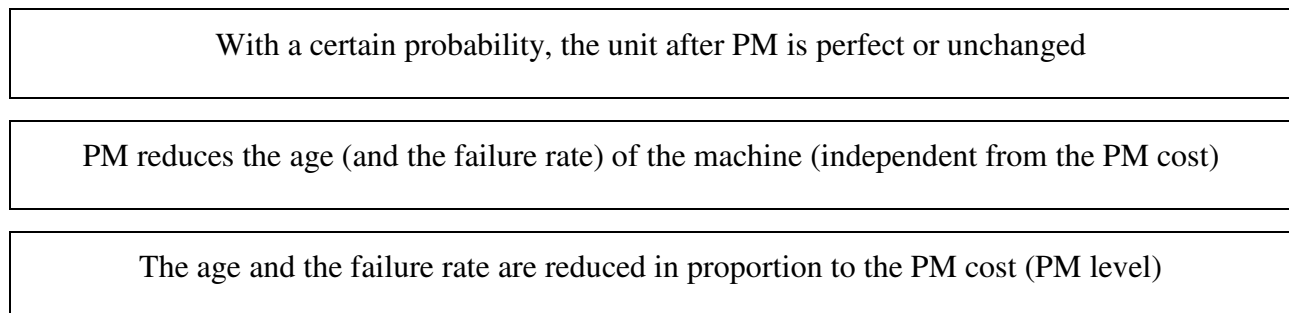 With a certain probability, the unit after PM is perfect or unchanged
PM reduces the age (and the failure rate) of the machine (independent from the PM cost)
The age and the failure rate are reduced in proportion to the PM cost (PM level)